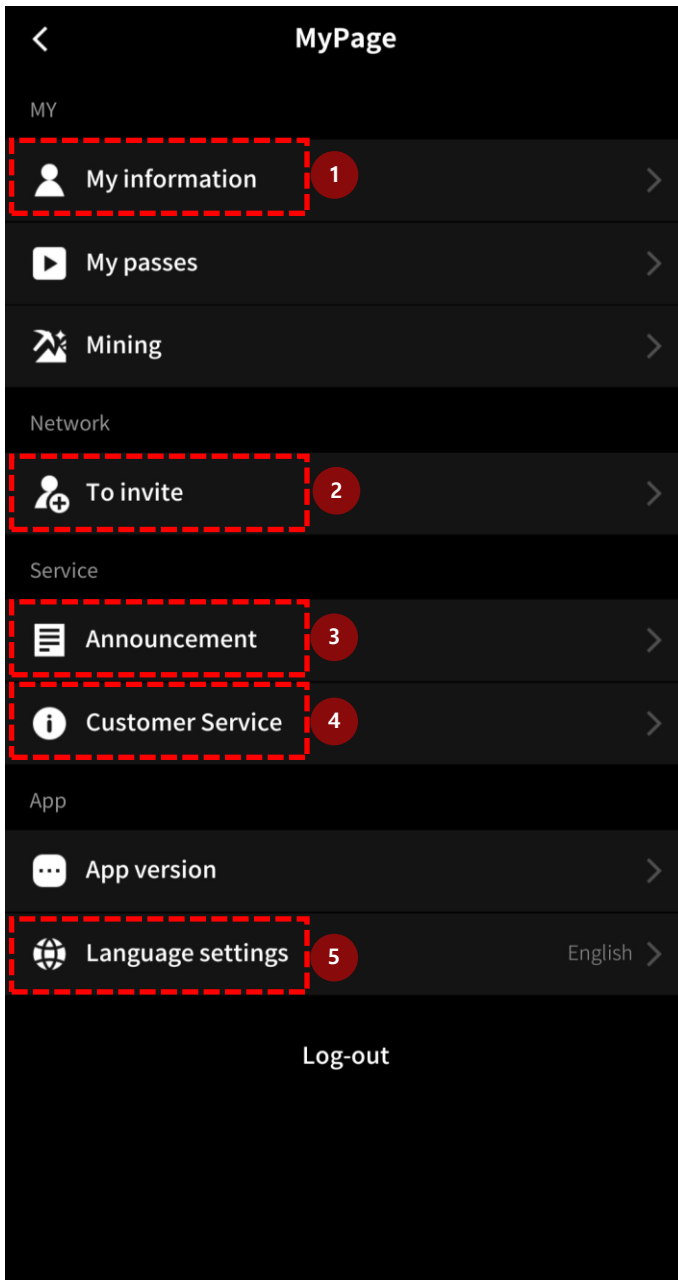 MyPage
MY
My information 1
My passes
Mining
Network
To invite 2
Service
Announcement 3
Customer Service 4
App
App version
Language settings 5 English
Log-out